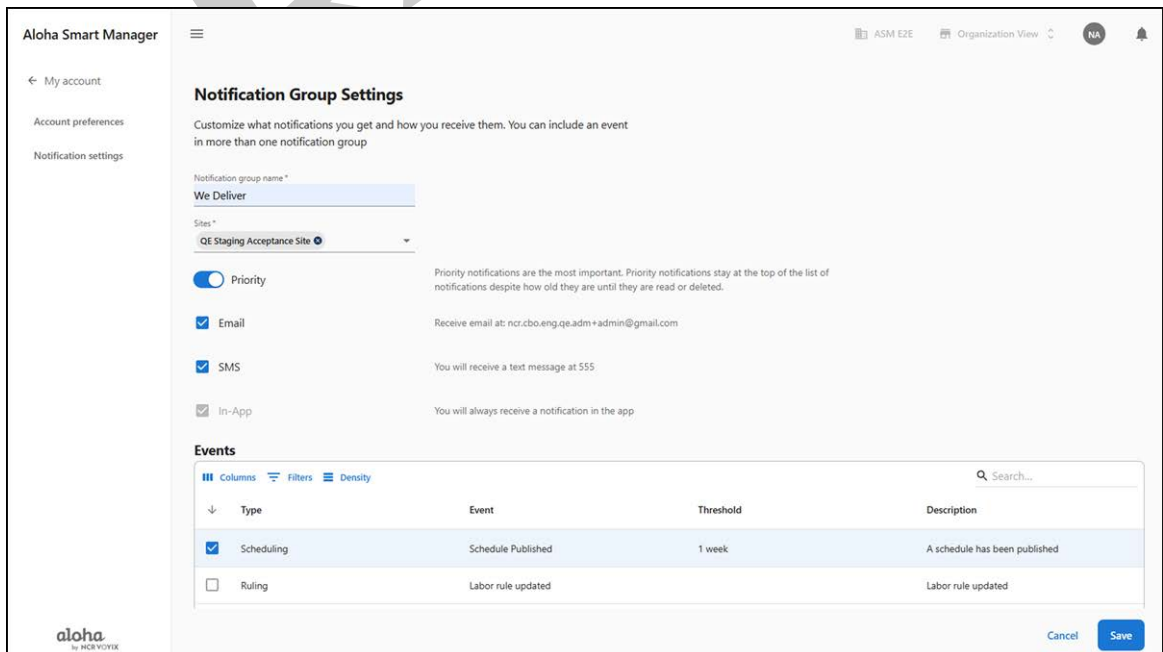 Aloha Smart Manager
ASM E2E
Organization View
NA
My account
Account preferences
Notification settings
Notification Group Settings
Customize what notifications you get and how you receive them. You can include an event
in more than one notification group
Notification group name *
We Deliver
Sites *
QE Staging Acceptance Site
Priority
Priority notifications are the most important. Priority notifications stay at the top of the list of
notifications despite how old they are until they are read or deleted.
Email
Receive email at: ncr.cbo.eng.qe.adm+admin@gmail.com
SMS
You will receive a text message at 555
In-App
You will always receive a notification in the app
Events
Columns Filters Density
Search...
Type Event Threshold Description
Scheduling Schedule Published 1 week A schedule has been published
Ruling Labor rule updated Labor rule updated
aloha
by NCR VOYIX
Cancel Save